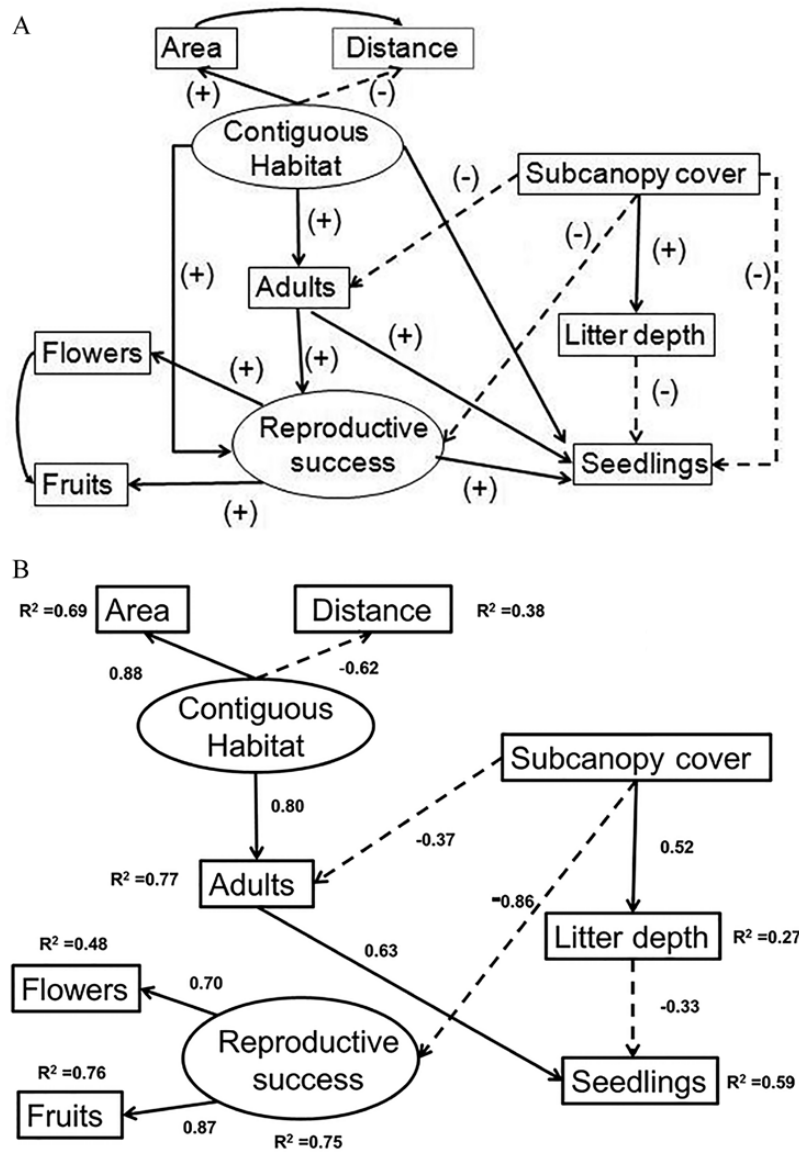 A
Area
Distance
(+)
(-)
Contiguous
Habitat
Subcanopy cover
(-)
(+)
(-)
(+)
(+)
(-)
Adults
Litter depth
(+)
(+)
Flowers
(+)
(-)
Reproductive
success
Seedlings
Fruits
(+)
(+)
B
R² =0.69
Area
Distance
R² =0.38
0.88
-0.62
Contiguous
Habitat
Subcanopy cover
0.80
-0.37
0.52
R² =0.77
Adults
-0.86
R² =0.48
0.63
Litter depth
R² =0.27
Flowers
0.70
-0.33
Reproductive
success
R² =0.76
Seedlings
R² =0.59
Fruits
0.87
R² =0.75